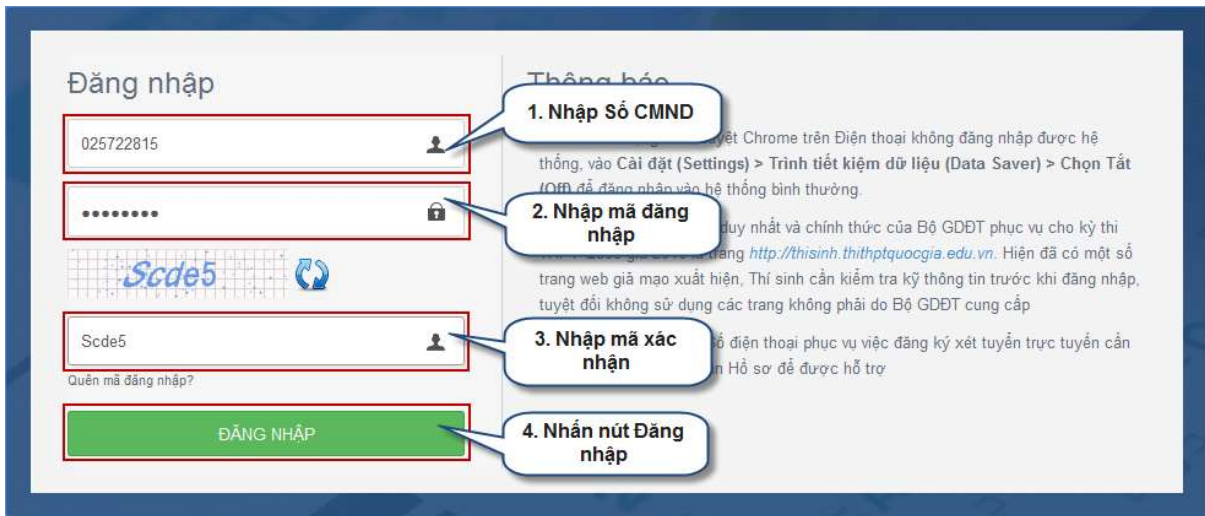 Đăng nhập
025722815
••••••••
Scde5
Scde5
Quên mã đăng nhập?
ĐĂNG NHẬP
1. Nhập Số CMND
2. Nhập mã đăng
nhập
3. Nhập mã xác
nhận
4. Nhấn nút Đăng
nhập
Thông báo
Chrome trên Điện thoại không đăng nhập được hệ
thống, vào Cài đặt (Settings) > Trình tiết kiệm dữ liệu (Data Saver) > Chọn Tắt
(Off) để đăng nhập vào hệ thống bình thường.
duy nhất và chính thức của Bộ GDĐT phục vụ cho kỳ thi
trang http://thisinh.thithptquocgia.edu.vn. Hiện đã có một số
trang web giả mạo xuất hiện, Thí sinh cần kiểm tra kỹ thông tin trước khi đăng nhập,
tuyệt đối không sử dụng các trang không phải do Bộ GDĐT cung cấp
số điện thoại phục vụ việc đăng ký xét tuyển trực tuyến cần
Hồ sơ để được hỗ trợ